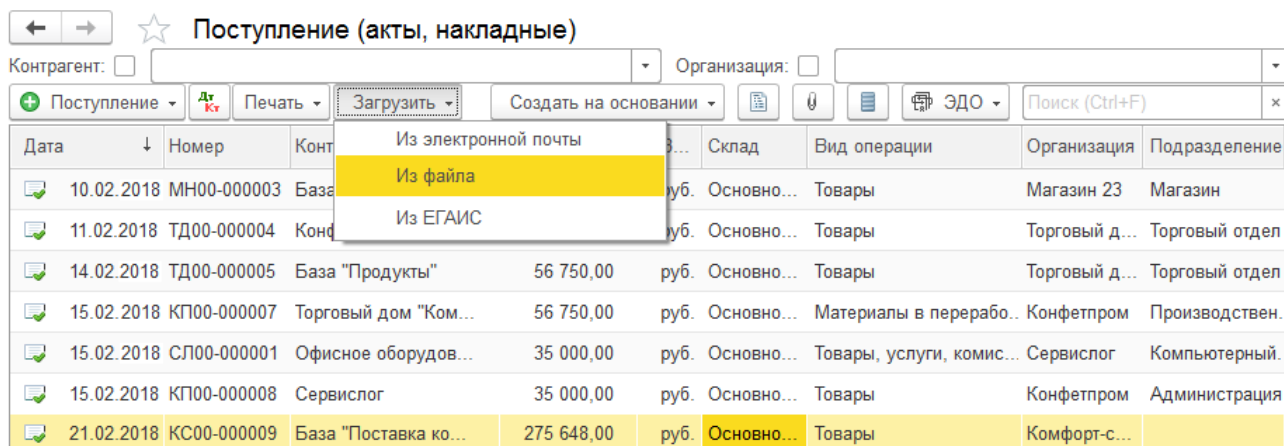 Поступление (акты, накладные)
Контрагент: Организация:
Поступление Дт Кт Печать Загрузить Создать на основании ЭДО Поиск (Ctrl+F) ×
Дата ↓ Номер Конт В... Склад Вид операции Организация Подразделение
Из электронной почты
Из файла
Из ЕГАИС
10.02.2018 МН00-000003 База руб. Основно... Товары Магазин 23 Магазин
11.02.2018 ТД00-000004 Конф руб. Основно... Товары Торговый д... Торговый отдел
14.02.2018 ТД00-000005 База "Продукты" 56 750,00 руб. Основно... Товары Торговый д... Торговый отдел
15.02.2018 КП00-000007 Торговый дом "Ком... 56 750,00 руб. Основно... Материалы в перерабо... Конфетпром Производствен.
15.02.2018 СЛ00-000001 Офисное оборудов... 35 000,00 руб. Основно... Товары, услуги, комис... Сервислог Компьютерный.
15.02.2018 КП00-000008 Сервислог 35 000,00 руб. Основно... Товары Конфетпром Администрация
21.02.2018 КС00-000009 База "Поставка ко... 275 648,00 руб. Основно... Товары Комфорт-с...